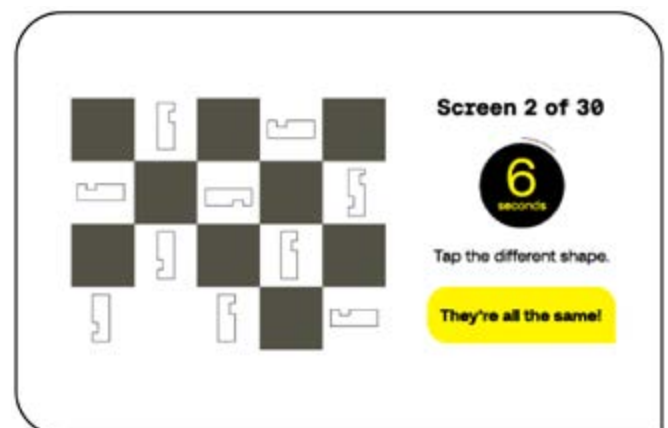 Screen 2 of 30
6
seconds
Tap the different shape.
They're all the same!